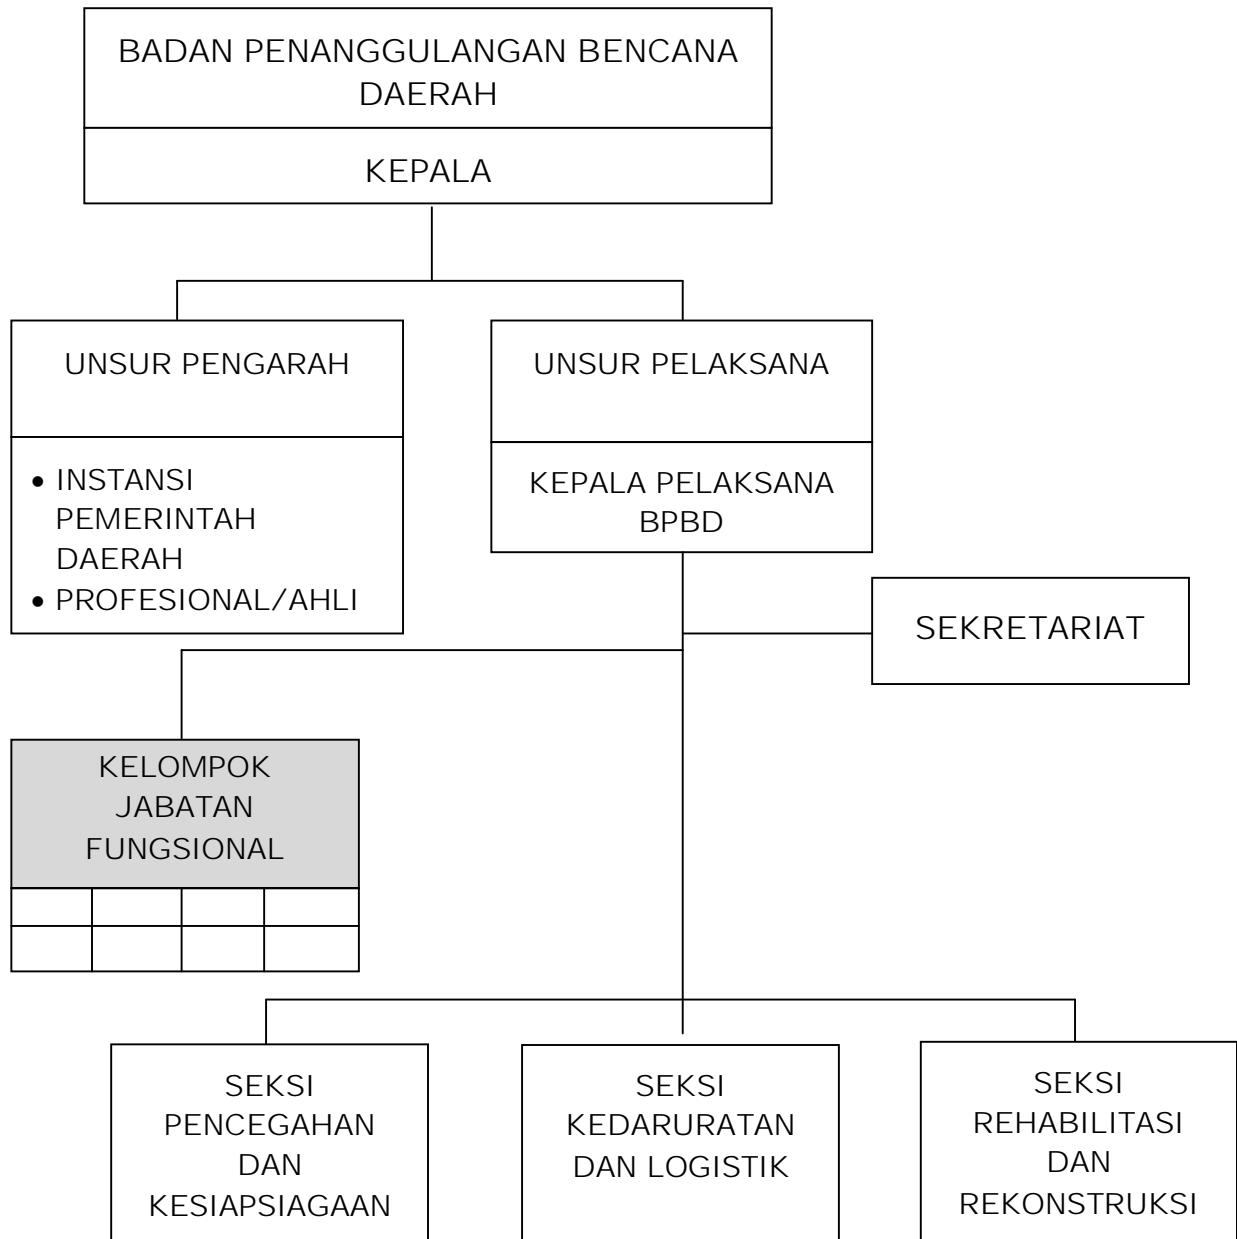 BADAN PENANGGULANGAN BENCANA
DAERAH
KEPALA
UNSUR PENGARAH
• INSTANSI
PEMERINTAH
DAERAH
• PROFESIONAL/AHLI
UNSUR PELAKSANA
KEPALA PELAKSANA
BPBD
SEKRETARIAT
KELOMPOK
JABATAN
FUNGSIONAL
SEKSI
PENCEGAHAN
DAN
KESIAPSIAGAAN
SEKSI
KEDARURATAN
DAN LOGISTIK
SEKSI
REHABILITASI
DAN
REKONSTRUKSI